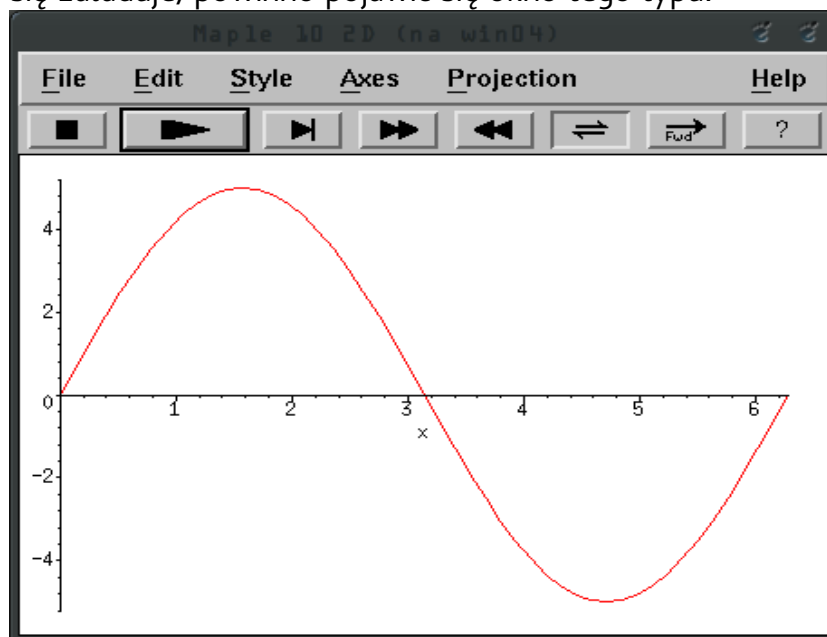 się załaduje, powinno pojawić się okno tego typu:
Maple 10 2D (na win04)
File Edit Style Axes Projection Help
Fwd ?
4
2
0 1 2 3 4 5 6
x
-2
-4